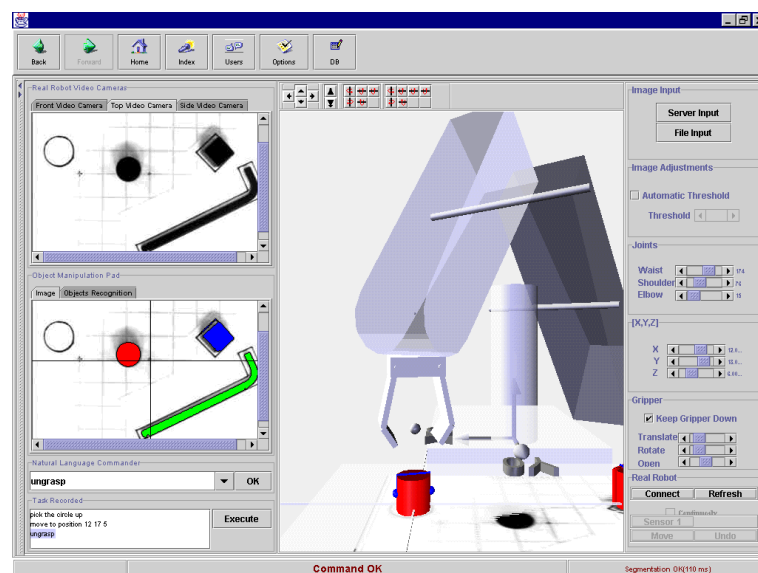 Back
Forward
Home
Index
Users
Options
DB
Real Robot Video Cameras
Front Video Camera
Top Video Camera
Side Video Camera
Object Manipulation Pad
Image
Objects Recognition
Natural Language Commander
ungrasp
OK
Task Recorded
pick the circle up
move to position 12 17 5
ungrasp
Execute
Image Input
Server Input
File Input
Image Adjustments
Automatic Threshold
Threshold
Joints
Waist
Shoulder
Elbow
[X,Y,Z]
X
Y
Z
Gripper
Keep Gripper Down
Translate
Rotate
Open
Real Robot
Connect
Refresh
Sensor 1
Move
Undo
Command OK
Segmentation OK(110 ms)